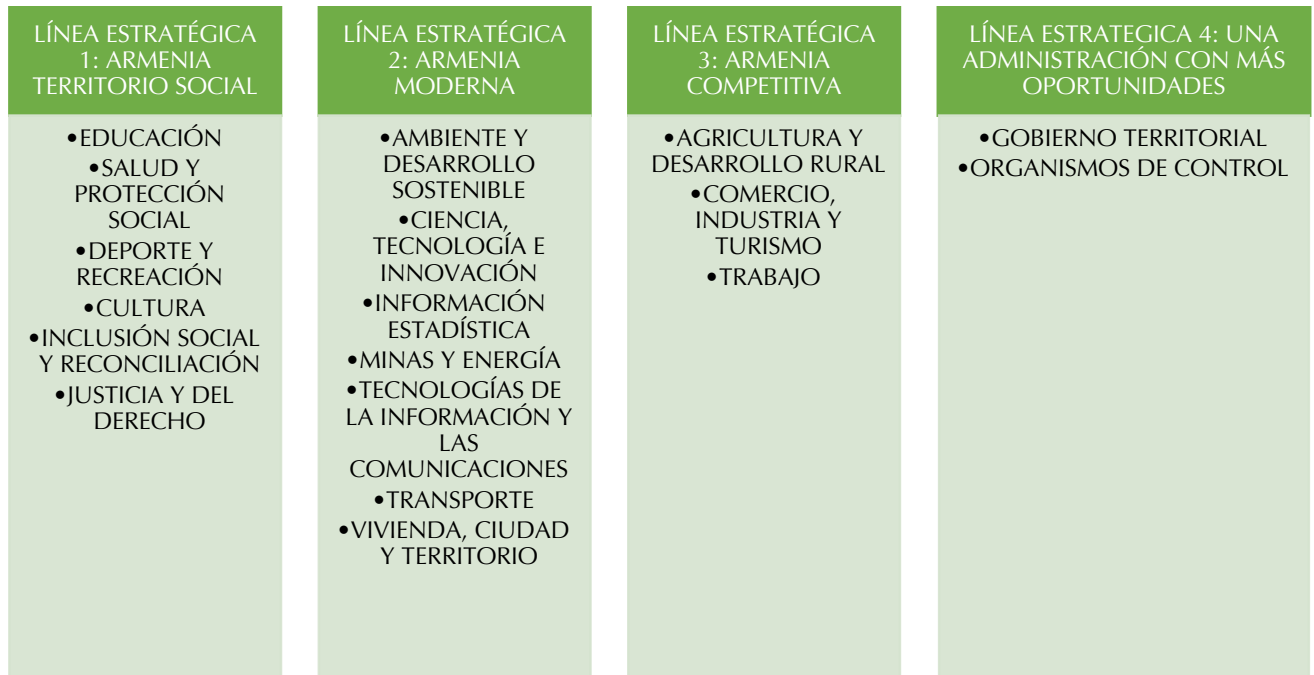 LÍNEA ESTRATÉGICA
1: ARMENIA
TERRITORIO SOCIAL
•EDUCACIÓN
•SALUD Y
PROTECCIÓN
SOCIAL
•DEPORTE Y
RECREACIÓN
•CULTURA
•INCLUSIÓN SOCIAL
Y RECONCILIACIÓN
•JUSTICIA Y DEL
DERECHO
LÍNEA ESTRATÉGICA
2: ARMENIA
MODERNA
•AMBIENTE Y
DESARROLLO
SOSTENIBLE
•CIENCIA,
TECNOLOGÍA E
INNOVACIÓN
•INFORMACIÓN
ESTADÍSTICA
•MINAS Y ENERGÍA
•TECNOLOGÍAS DE
LA INFORMACIÓN Y
LAS
COMUNICACIONES
•TRANSPORTE
•VIVIENDA, CIUDAD
Y TERRITORIO
LÍNEA ESTRATÉGICA
3: ARMENIA
COMPETITIVA
•AGRICULTURA Y
DESARROLLO RURAL
•COMERCIO,
INDUSTRIA Y
TURISMO
•TRABAJO
LÍNEA ESTRATEGICA 4: UNA
ADMINISTRACIÓN CON MÁS
OPORTUNIDADES
•GOBIERNO TERRITORIAL
•ORGANISMOS DE CONTROL